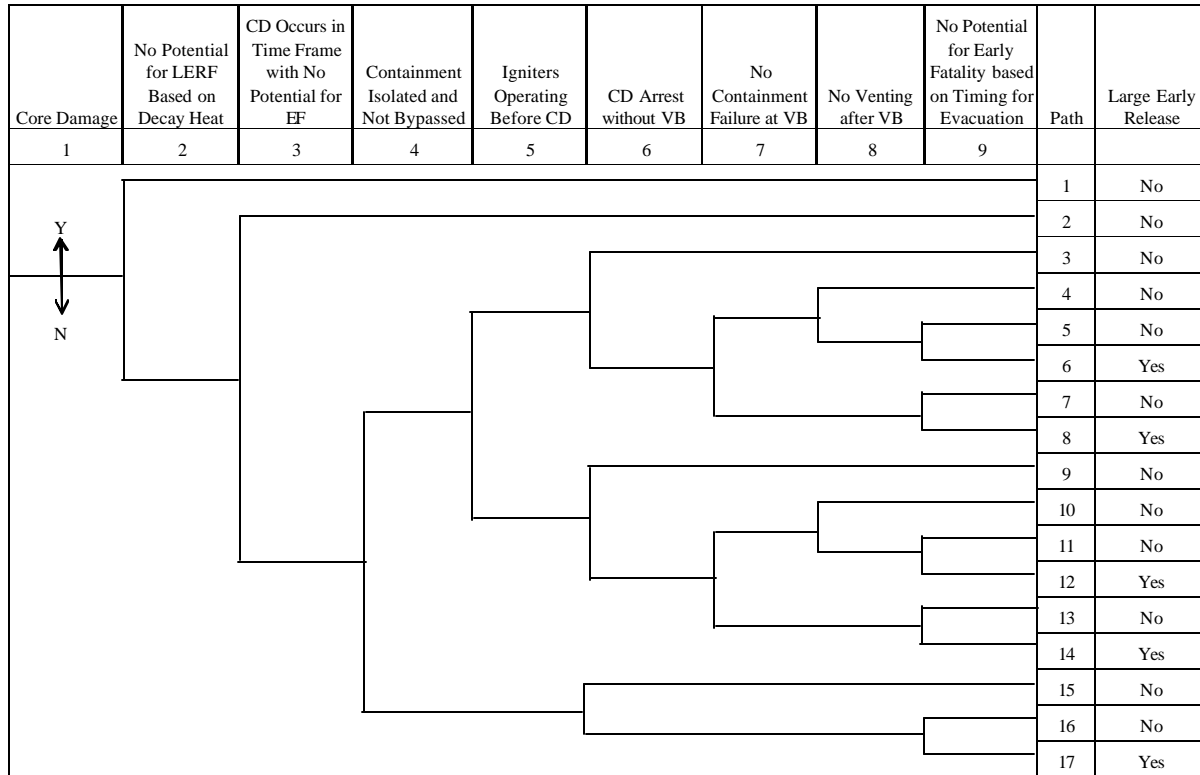 Core Damage
No Potential
for LERF
Based on
Decay Heat
CD Occurs in
Time Frame
with No
Potential for
EF
Containment
Isolated and
Not Bypassed
Igniters
Operating
Before CD
CD Arrest
without VB
No
Containment
Failure at VB
No Venting
after VB
No Potential
for Early
Fatality based
on Timing for
Evacuation
Path
Large Early
Release
1 2 3 4 5 6 7 8 9
1 No
Y
2 No
3 No
4 No
N
5 No
6 Yes
7 No
8 Yes
9 No
10 No
11 No
12 Yes
13 No
14 Yes
15 No
16 No
17 Yes